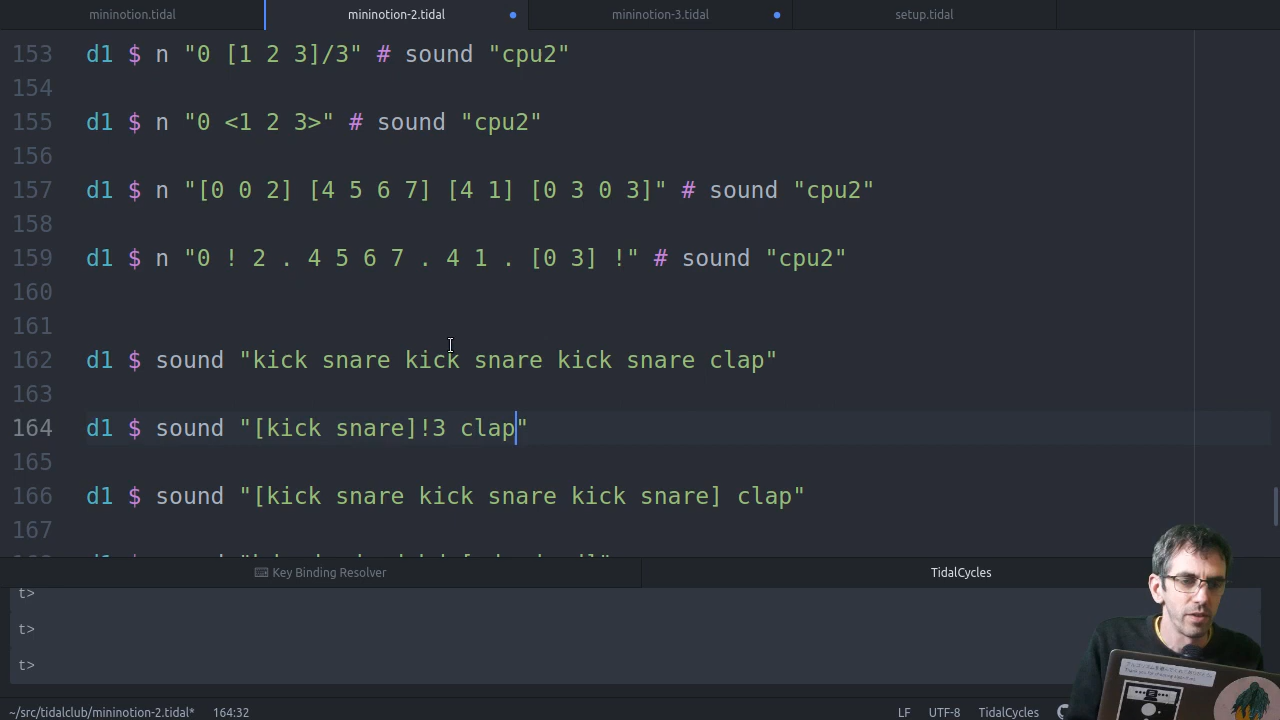 mininotion.tidal mininotion-2.tidal mininotion-3.tidal setup.tidal
153 d1 $ n "0 [1 2 3]/3" # sound "cpu2"
154
155 d1 $ n "0 <1 2 3>" # sound "cpu2"
156
157 d1 $ n "[0 0 2] [4 5 6 7] [4 1] [0 3 0 3]" # sound "cpu2"
158
159 d1 $ n "0 ! 2 . 4 5 6 7 . 4 1 . [0 3] !" # sound "cpu2"
160
161
162 d1 $ sound "kick snare kick snare kick snare clap"
163
164 d1 $ sound "[kick snare]!3 clap"
165
166 d1 $ sound "[kick snare kick snare kick snare] clap"
167
Key Binding Resolver TidalCycles
t>
t>
t>
~/src/tidalclub/mininotion-2.tidal* 164:32 LF UTF-8 TidalCycles